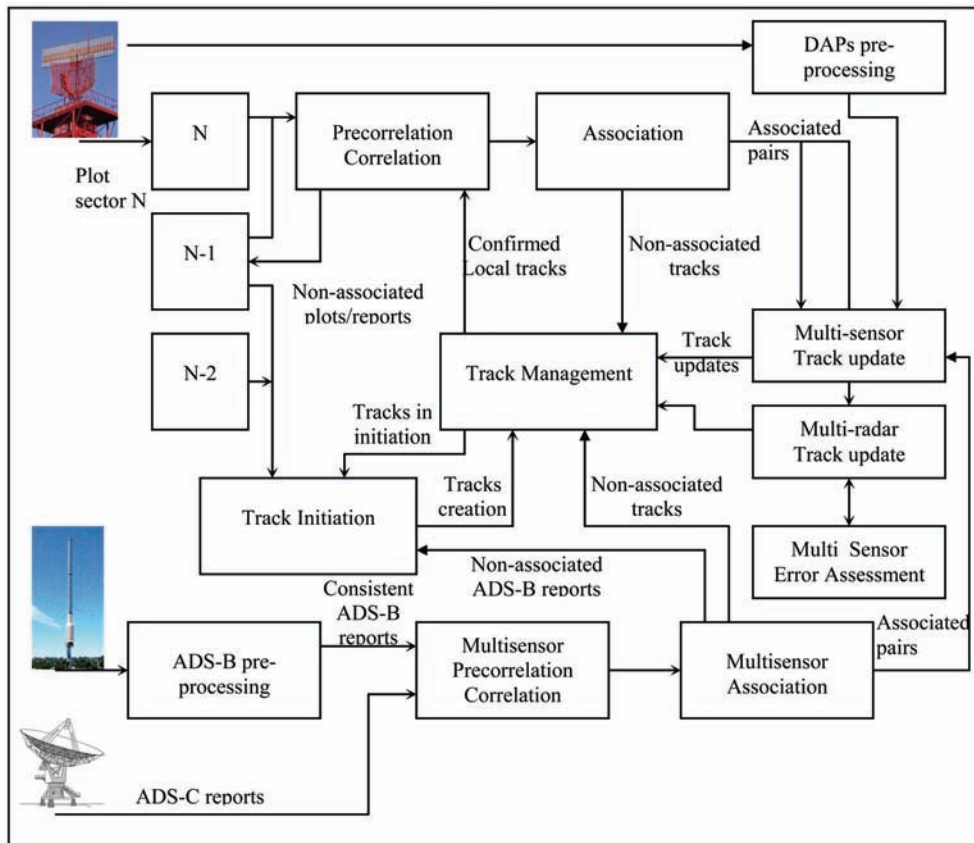 DAPs pre-
processing
N
Precorrelation
Correlation
Association
Associated
pairs
Plot
sector N
N-1
Confirmed
Local tracks
Non-associated
tracks
Non-associated
plots/reports
N-2
Track Management
Track
updates
Multi-sensor
Track update
Tracks in
initiation
Multi-radar
Track update
Track Initiation
Tracks
creation
Non-associated
tracks
Multi Sensor
Error Assessment
Non-associated
ADS-B reports
Consistent
ADS-B
reports
Associated
pairs
ADS-B pre-
processing
Multisensor
Precorrelation
Correlation
Multisensor
Association
ADS-C reports